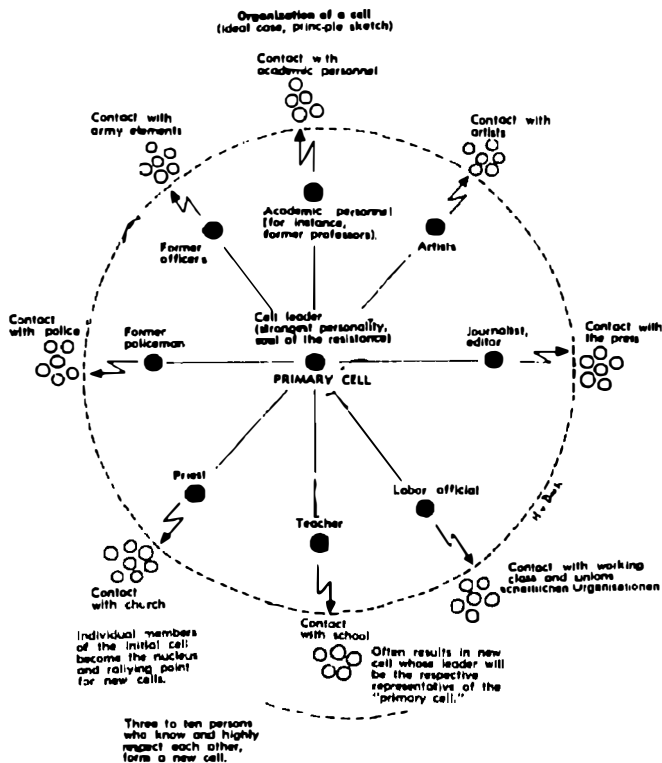 Organization of a cell
(ideal case, principle sketch)
Contact with
academic personnel
Contact with
army elements
Contact with
artists
Academic personnel
(for instance,
former professors).
Former
officers
Artists
Contact
with police
Former
policeman
Cell leader
(strongest personality,
soul of the resistance)
PRIMARY CELL
Journalist,
editor
Contact with
the press
Priest
Labor official
Teacher
Contact
with church
Contact with working
class and unions
Organisationen
Contact
with school
Individual members
of the initial cell
become the nucleus
and rallying point
for new cells.
Often results in new
cell whose leader will
be the respective
representative of the
"primary cell."
Three to ten persons
who know and highly
respect each other,
form a new cell.